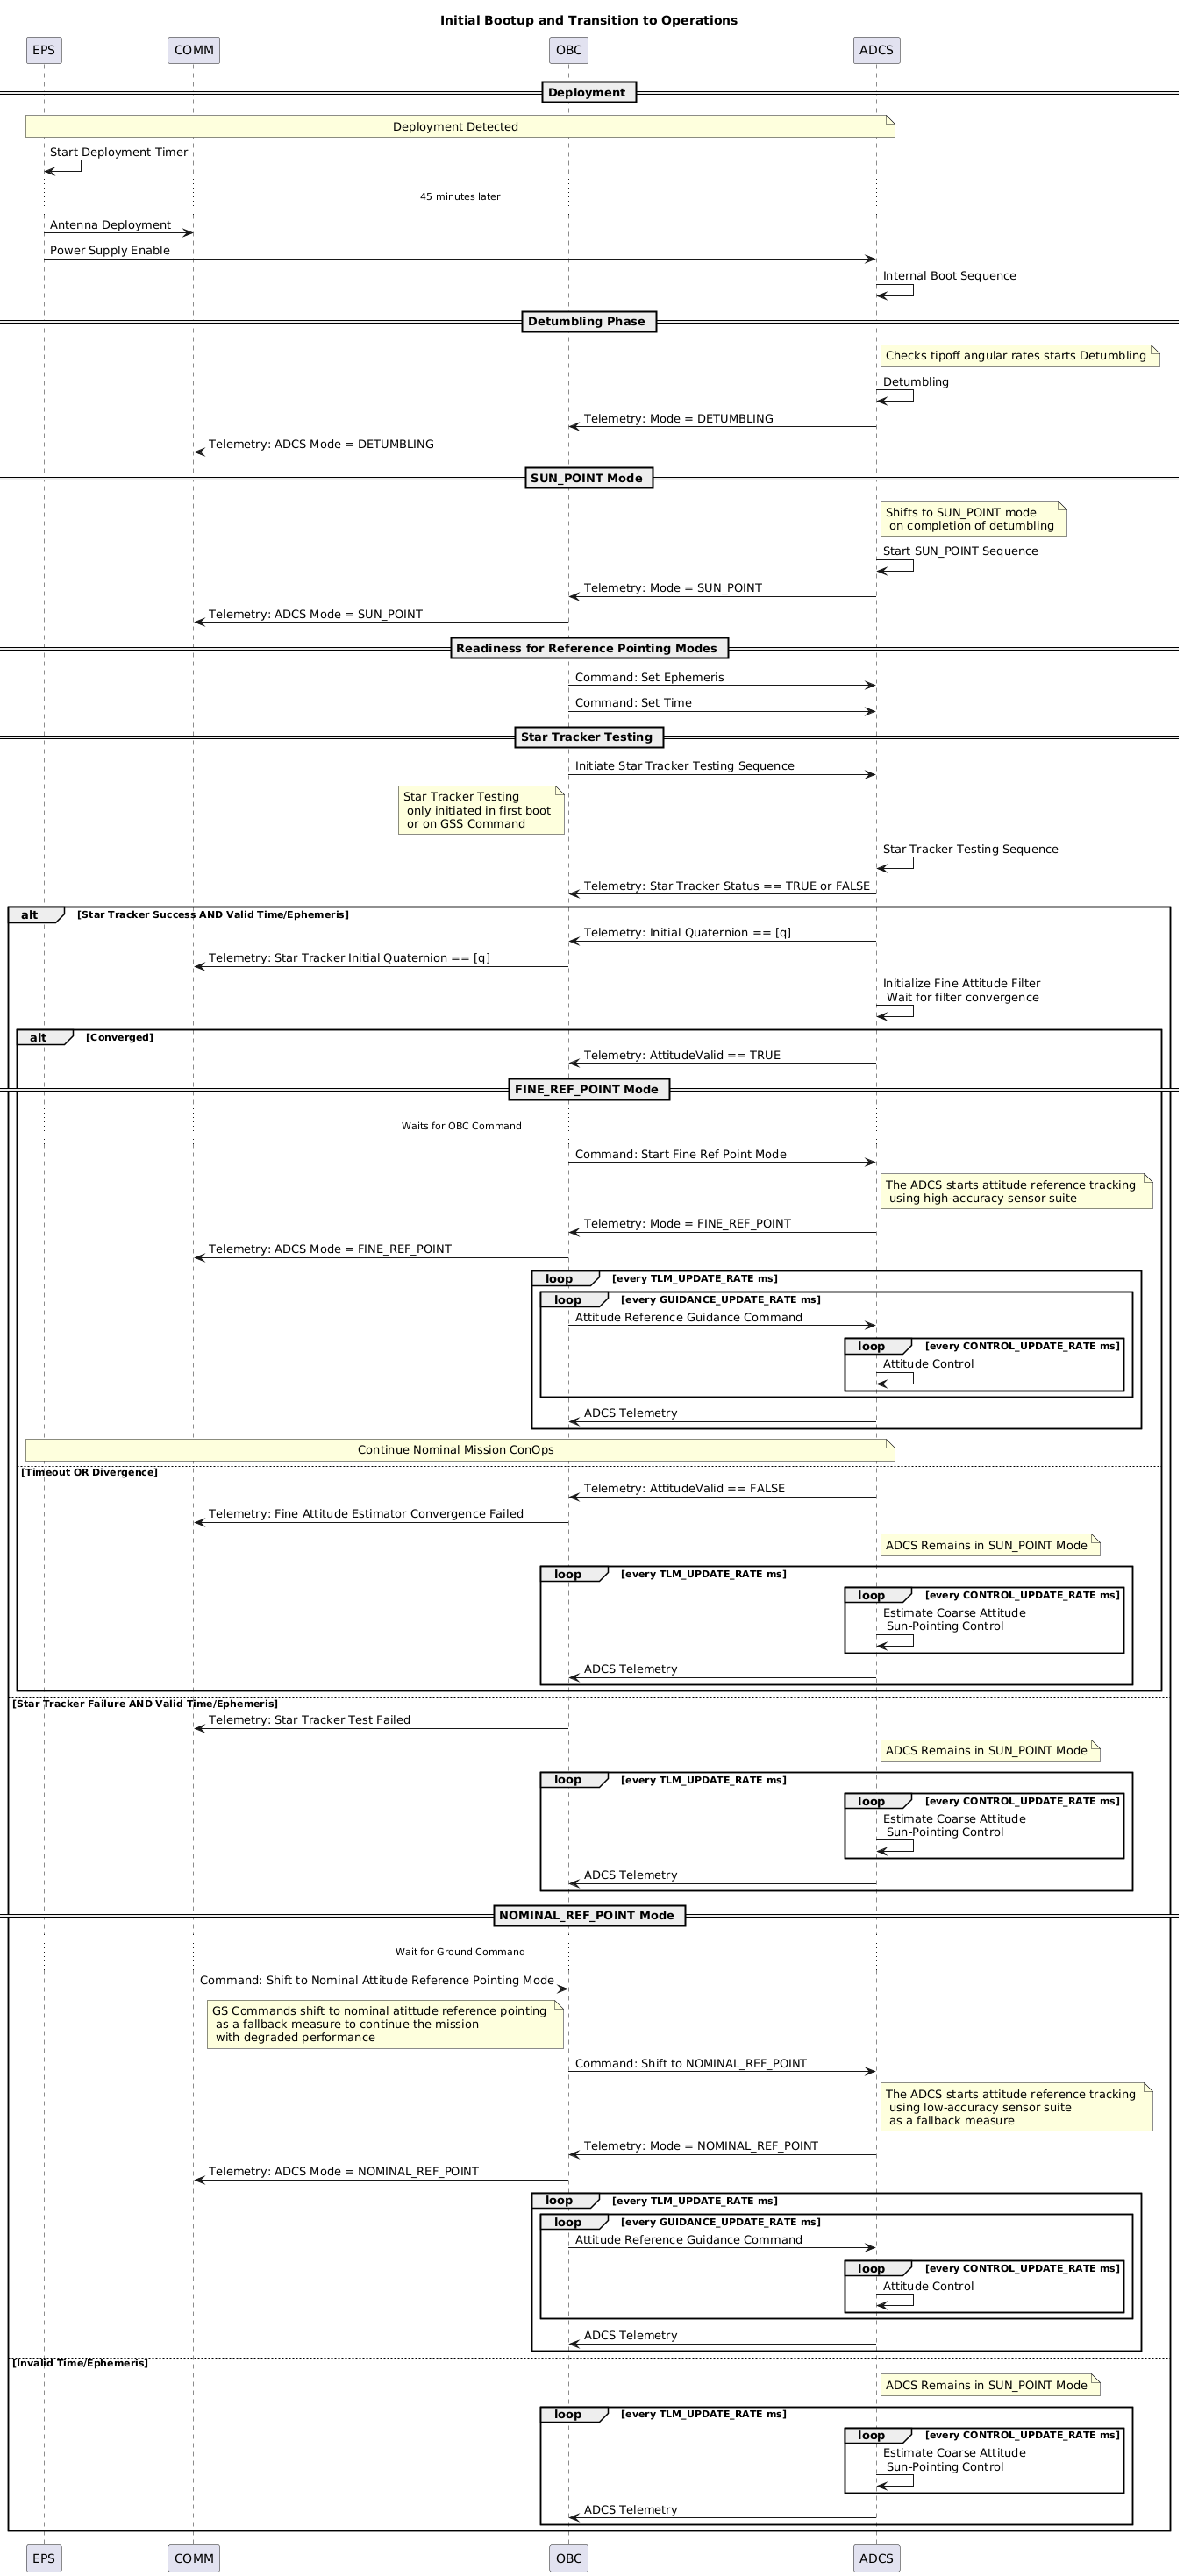 Initial Bootup and Transition to Operations
EPS
COMM
OBC
ADCS
Deployment
Deployment Detected
Start Deployment Timer
45 minutes later
Antenna Deployment
Power Supply Enable
Internal Boot Sequence
Detumbling Phase
Checks tipoff angular rates starts Detumbling
Detumbling
Telemetry: Mode = DETUMBLING
Telemetry: ADCS Mode = DETUMBLING
SUN_POINT Mode
Shifts to SUN_POINT mode
on completion of detumbling
Start SUN_POINT Sequence
Telemetry: Mode = SUN_POINT
Telemetry: ADCS Mode = SUN_POINT
Readiness for Reference Pointing Modes
Command: Set Ephemeris
Command: Set Time
Star Tracker Testing
Initiate Star Tracker Testing Sequence
Star Tracker Testing
only initiated in first boot
or on GSS Command
Star Tracker Testing Sequence
Telemetry: Star Tracker Status == TRUE or FALSE
alt [Star Tracker Success AND Valid Time/Ephemeris]
Telemetry: Initial Quaternion == [q]
Telemetry: Star Tracker Initial Quaternion == [q]
Initialize Fine Attitude Filter
Wait for filter convergence
alt [Converged]
Telemetry: AttitudeValid == TRUE
FINE_REF_POINT Mode
Waits for OBC Command
Command: Start Fine Ref Point Mode
The ADCS starts attitude reference tracking
using high-accuracy sensor suite
Telemetry: Mode = FINE_REF_POINT
Telemetry: ADCS Mode = FINE_REF_POINT
loop [every TLM_UPDATE_RATE ms]
loop [every GUIDANCE_UPDATE_RATE ms]
Attitude Reference Guidance Command
loop [every CONTROL_UPDATE_RATE ms]
Attitude Control
ADCS Telemetry
Continue Nominal Mission ConOps
[Timeout OR Divergence]
Telemetry: AttitudeValid == FALSE
Telemetry: Fine Attitude Estimator Convergence Failed
ADCS Remains in SUN_POINT Mode
loop [every TLM_UPDATE_RATE ms]
loop [every CONTROL_UPDATE_RATE ms]
Estimate Coarse Attitude
Sun-Pointing Control
ADCS Telemetry
[Star Tracker Failure AND Valid Time/Ephemeris]
Telemetry: Star Tracker Test Failed
ADCS Remains in SUN_POINT Mode
loop [every TLM_UPDATE_RATE ms]
loop [every CONTROL_UPDATE_RATE ms]
Estimate Coarse Attitude
Sun-Pointing Control
ADCS Telemetry
NOMINAL_REF_POINT Mode
Wait for Ground Command
Command: Shift to Nominal Attitude Reference Pointing Mode
GS Commands shift to nominal atittude reference pointing
as a fallback measure to continue the mission
with degraded performance
Command: Shift to NOMINAL_REF_POINT
The ADCS starts attitude reference tracking
using low-accuracy sensor suite
as a fallback measure
Telemetry: Mode = NOMINAL_REF_POINT
Telemetry: ADCS Mode = NOMINAL_REF_POINT
loop [every TLM_UPDATE_RATE ms]
loop [every GUIDANCE_UPDATE_RATE ms]
Attitude Reference Guidance Command
loop [every CONTROL_UPDATE_RATE ms]
Attitude Control
ADCS Telemetry
[Invalid Time/Ephemeris]
ADCS Remains in SUN_POINT Mode
loop [every TLM_UPDATE_RATE ms]
loop [every CONTROL_UPDATE_RATE ms]
Estimate Coarse Attitude
Sun-Pointing Control
ADCS Telemetry
EPS
COMM
OBC
ADCS